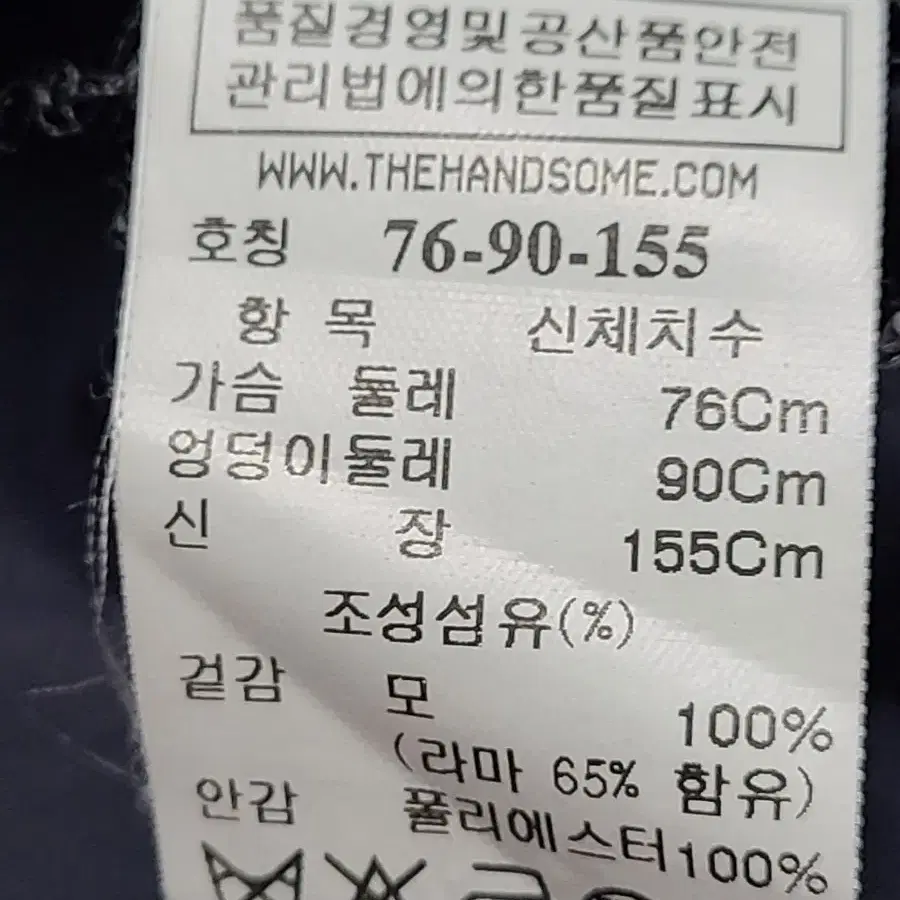 품질경영및공산품안전
관리법에의한품질표시
WWW.THEHANDSOME.COM
호칭 76-90-155
항 목 신체치수
가슴 둘레 76Cm
엉덩이둘레 90Cm
신 장 155Cm
조성섬유(%)
겉감 모 100%
(라마 65% 함유)
안감 폴리에스터100%